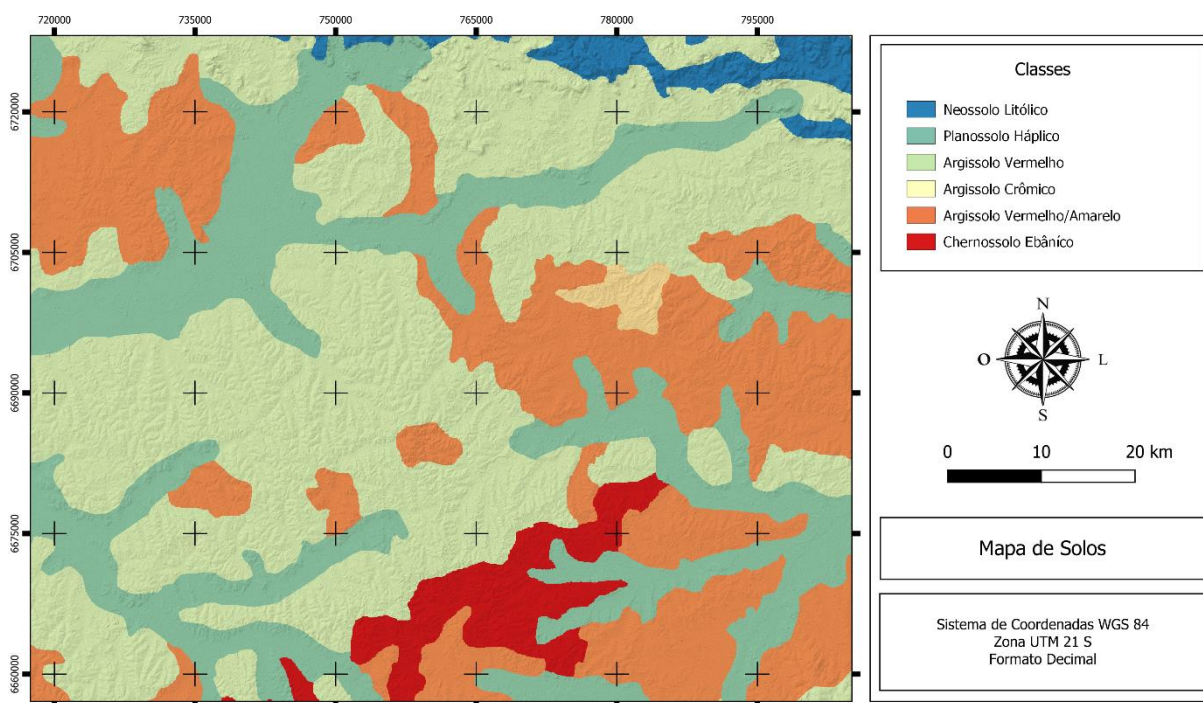 720000 735000 750000 765000 780000 795000
6720000
6705000
6690000
6675000
6660000
Classes
Neossolo Litólico
Planossolo Háplico
Argissolo Vermelho
Argissolo Crômico
Argissolo Vermelho/Amarelo
Chernossolo Ebâníco
N
O L
S
0 10 20 km
Mapa de Solos
Sistema de Coordenadas WGS 84
Zona UTM 21 S
Formato Decimal